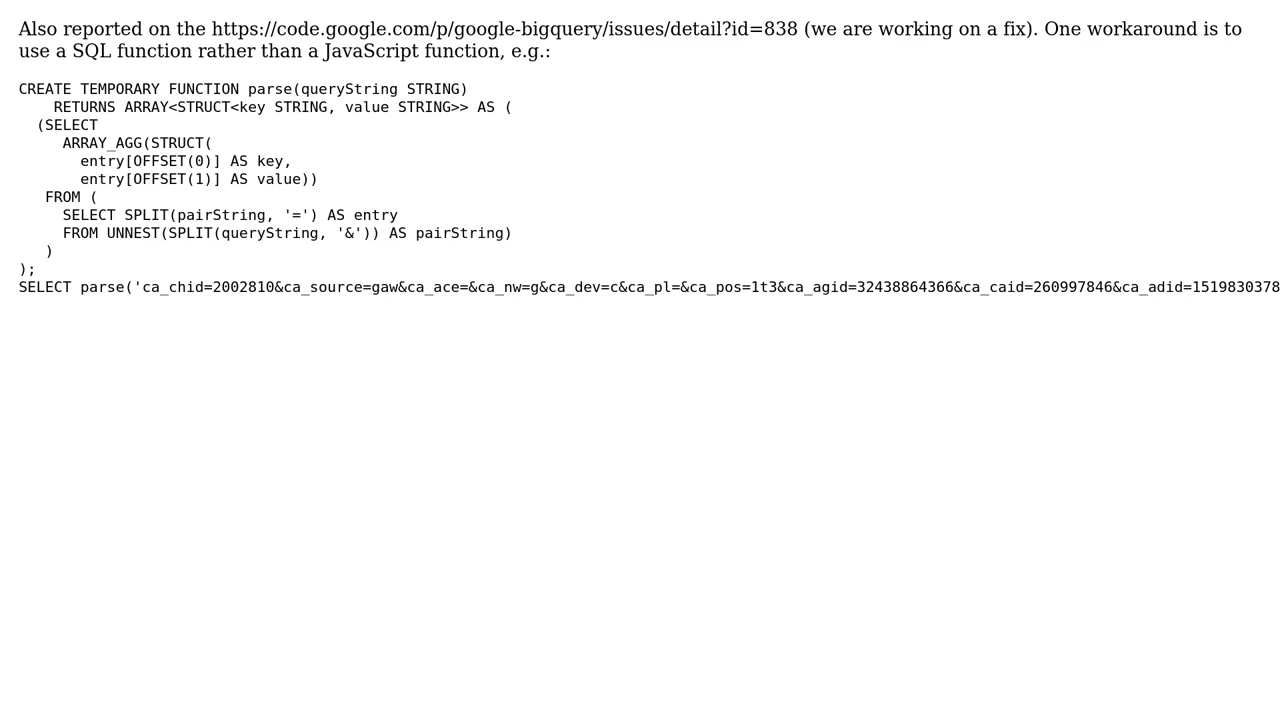 Also reported on the https://code.google.com/p/google-bigquery/issues/detail?id=838 (we are working on a fix). One workaround is to
use a SQL function rather than a JavaScript function, e.g.:
CREATE TEMPORARY FUNCTION parse(queryString STRING)
    RETURNS ARRAY<STRUCT<key STRING, value STRING>> AS (
  (SELECT
     ARRAY_AGG(STRUCT(
       entry[OFFSET(0)] AS key,
       entry[OFFSET(1)] AS value))
   FROM (
     SELECT SPLIT(pairString, '=') AS entry
     FROM UNNEST(SPLIT(queryString, '&')) AS pairString)
   )
);
SELECT parse('ca_chid=2002810&ca_source=gaw&ca_ace=&ca_nw=g&ca_dev=c&ca_pl=&ca_pos=1t3&ca_agid=32438864366&ca_caid=260997846&ca_adid=1519830378